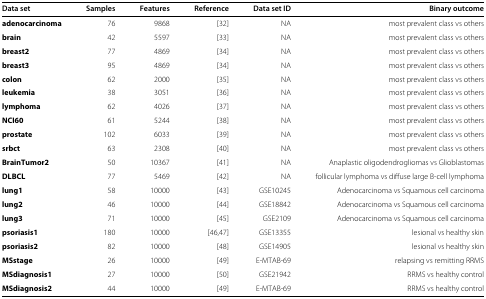 Data set Samples Features Reference Data set ID Binary outcome
adenocarcinoma 76 9868 [32] NA most prevalent class vs others
brain 42 5597 [33] NA most prevalent class vs others
breast2 77 4869 [34] NA most prevalent class vs others
breast3 95 4869 [34] NA most prevalent class vs others
colon 62 2000 [35] NA most prevalent class vs others
leukemia 38 3051 [36] NA most prevalent class vs others
lymphoma 62 4026 [37] NA most prevalent class vs others
NCI60 61 5244 [38] NA most prevalent class vs others
prostate 102 6033 [39] NA most prevalent class vs others
srbct 63 2308 [40] NA most prevalent class vs others
BrainTumor2 50 10367 [41] NA Anaplastic oligodendrogliomas vs Glioblastomas
DLBCL 77 5469 [42] NA follicular lymphoma vs diffuse large B-cell lymphoma
lung1 58 10000 [43] GSE10245 Adenocarcinoma vs Squamous cell carcinoma
lung2 46 10000 [44] GSE18842 Adenocarcinoma vs Squamous cell carcinoma
lung3 71 10000 [45] GSE2109 Adenocarcinoma vs Squamous cell carcinoma
psoriasis1 180 10000 [46,47] GSE13355 lesional vs healthy skin
psoriasis2 82 10000 [48] GSE14905 lesional vs healthy skin
MSstage 26 10000 [49] E-MTAB-69 relapsing vs remitting RRMS
MSdiagnosis1 27 10000 [50] GSE21942 RRMS vs healthy control
MSdiagnosis2 44 10000 [49] E-MTAB-69 RRMS vs healthy control